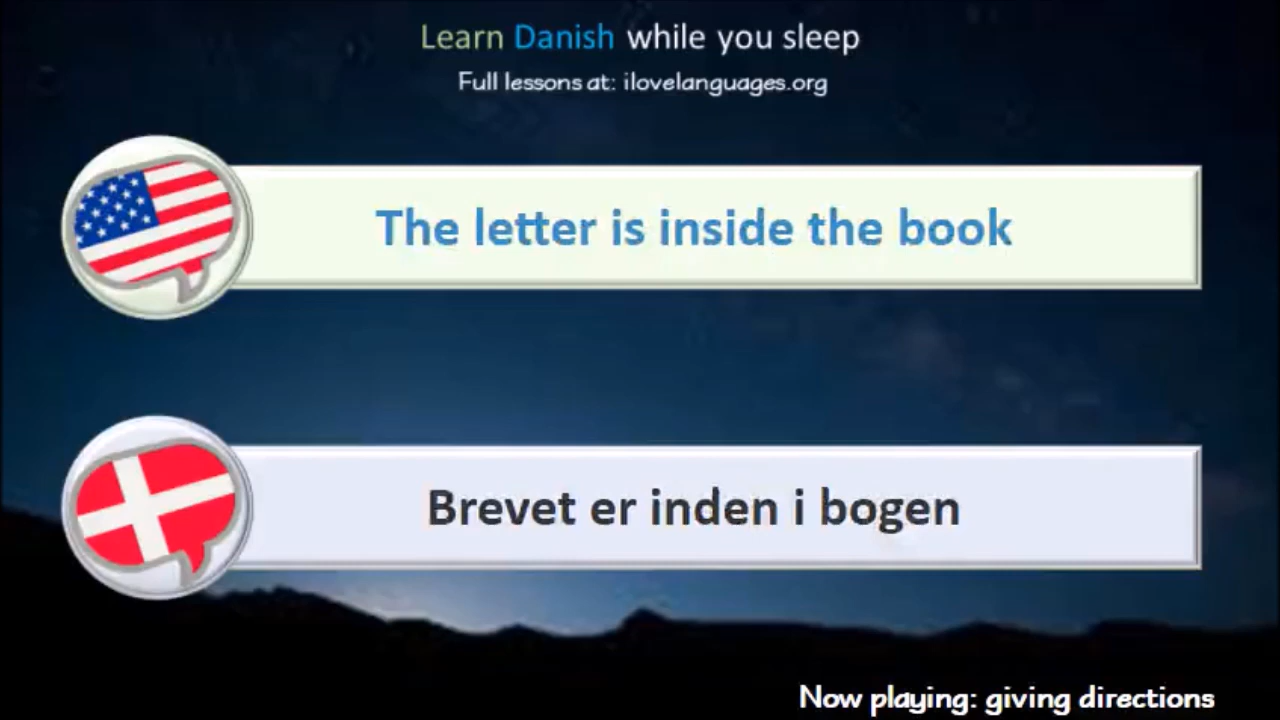 Learn Danish while you sleep
Full lessons at: ilovelanguages.org
The letter is inside the book
Brevet er inden i bogen
Now playing: giving directions